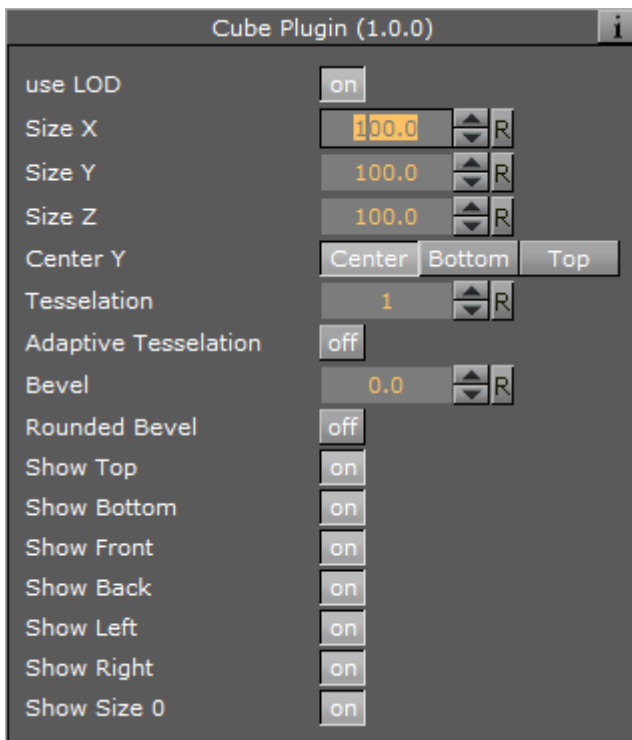 Cube Plugin (1.0.0) i
use LOD on
Size X 100.0 R
Size Y 100.0 R
Size Z 100.0 R
Center Y Center Bottom Top
Tesselation 1 R
Adaptive Tesselation off
Bevel 0.0 R
Rounded Bevel off
Show Top on
Show Bottom on
Show Front on
Show Back on
Show Left on
Show Right on
Show Size 0 on